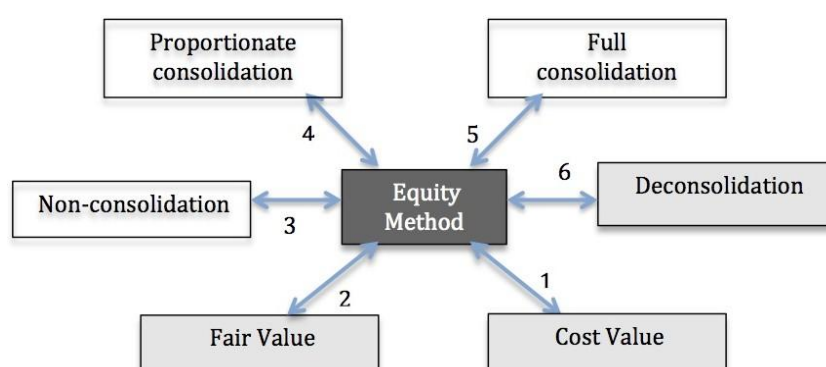 Proportionate
consolidation
Full
consolidation
4
5
Non-consolidation
3
Equity
Method
6
Deconsolidation
2
1
Fair Value
Cost Value